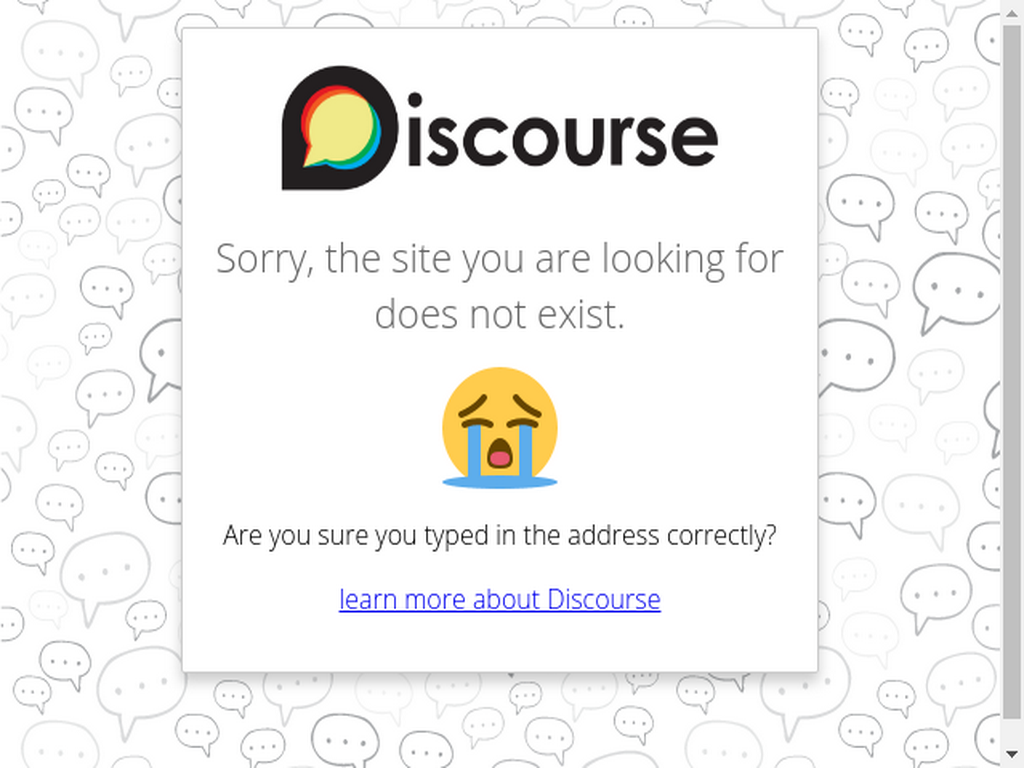 Discourse
Sorry, the site you are looking for
does not exist.
Are you sure you typed in the address correctly?
learn more about Discourse